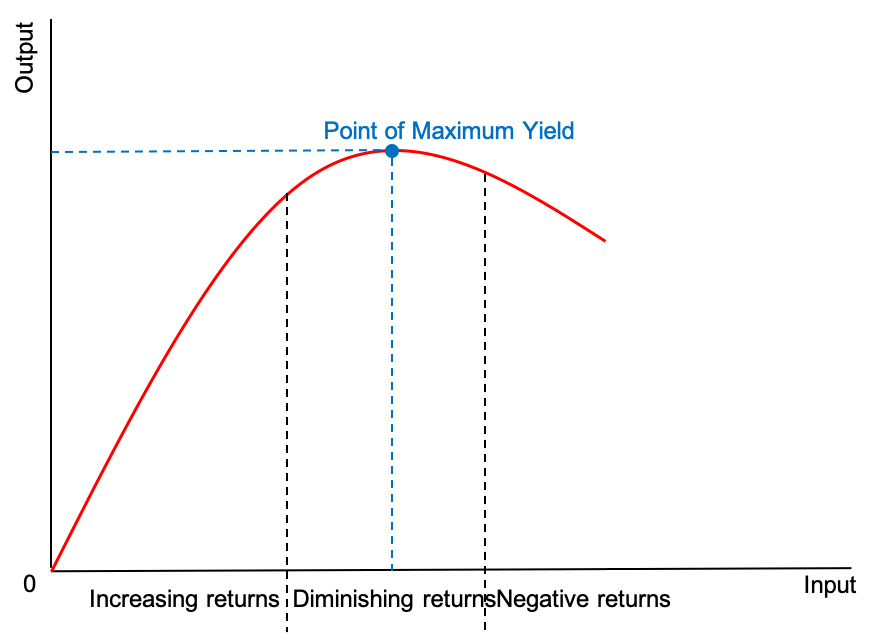 Output
Point of Maximum Yield
0
Input
Increasing returns
Diminishing returns
Negative returns